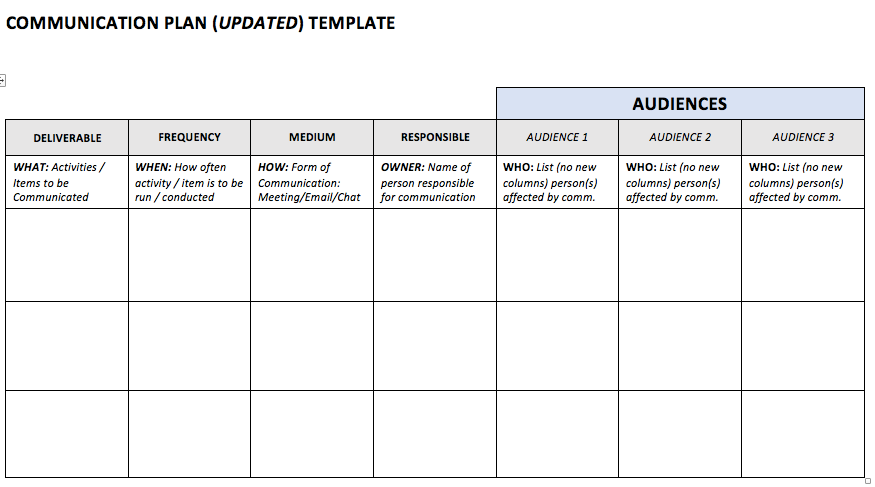 COMMUNICATION PLAN (UPDATED) TEMPLATE
AUDIENCES
DELIVERABLE
FREQUENCY
MEDIUM
RESPONSIBLE
AUDIENCE 1
AUDIENCE 2
AUDIENCE 3
WHAT: Activities /
Items to be
Communicated
WHEN: How often
activity / item is to be
run / conducted
HOW: Form of
Communication:
Meeting/Email/Chat
OWNER: Name of
person responsible
for communication
WHO: List (no new
columns) person(s)
affected by comm.
WHO: List (no new
columns) person(s)
affected by comm.
WHO: List (no new
columns) person(s)
affected by comm.